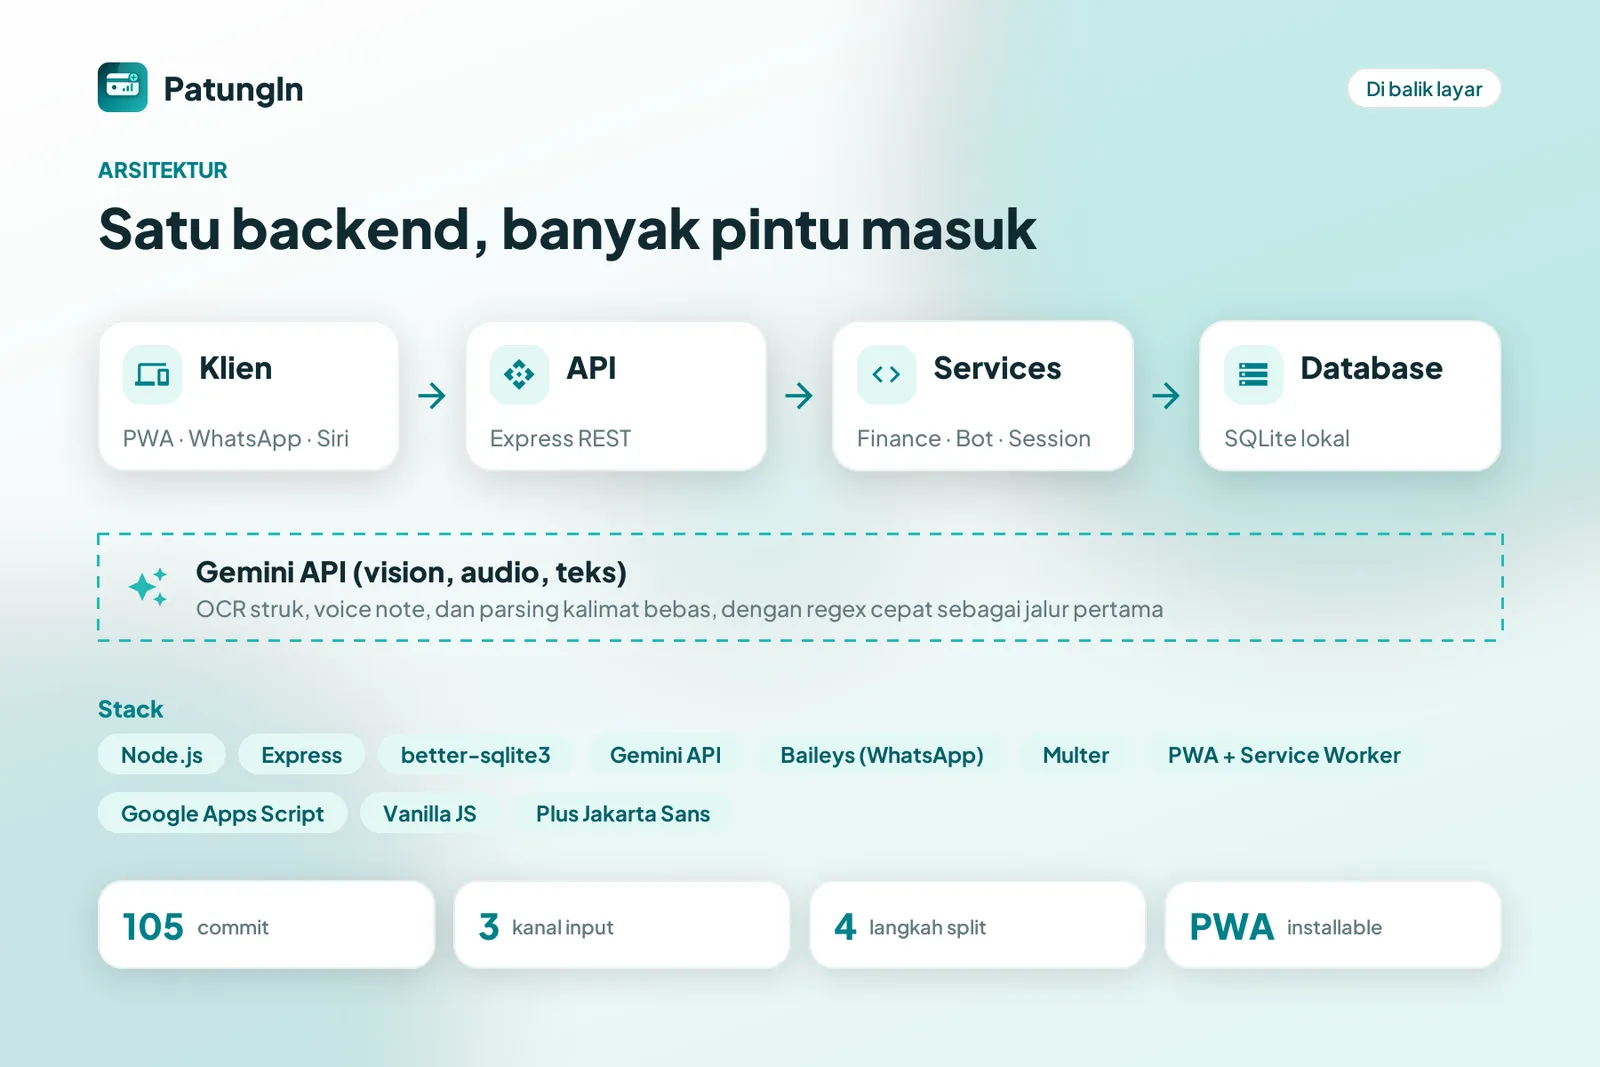 PatungIn
Di balik layar
ARSITEKTUR
Satu backend, banyak pintu masuk
Klien
PWA · WhatsApp · Siri
API
Express REST
Services
Finance · Bot · Session
Database
SQLite lokal
Gemini API (vision, audio, teks)
OCR struk, voice note, dan parsing kalimat bebas, dengan regex cepat sebagai jalur pertama
Stack
Node.js Express better-sqlite3 Gemini API Baileys (WhatsApp) Multer PWA + Service Worker
Google Apps Script Vanilla JS Plus Jakarta Sans
105 commit
3 kanal input
4 langkah split
PWA installable